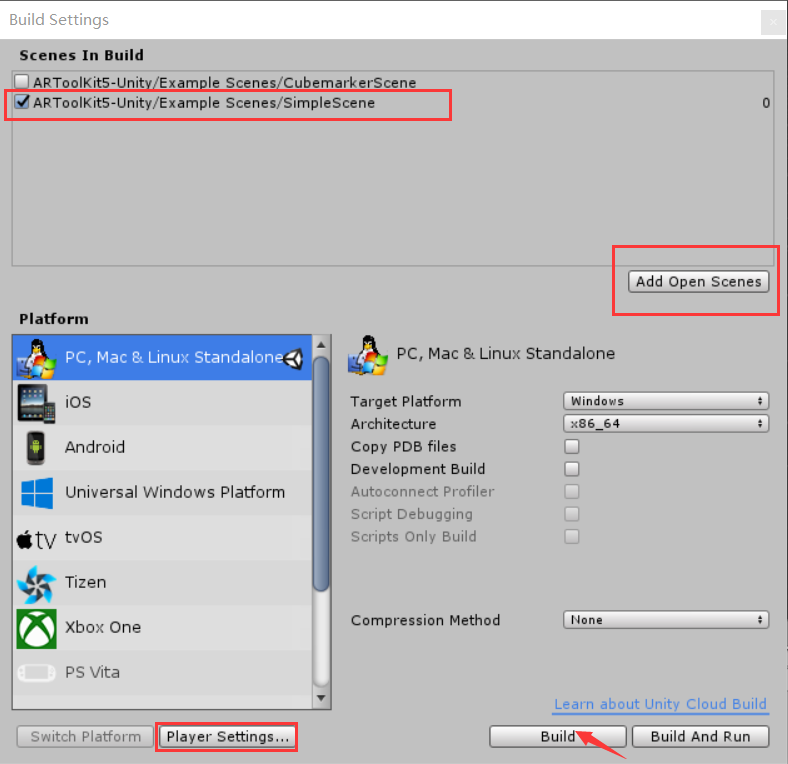 Build Settings
Scenes In Build
ARToolKit5-Unity/Example Scenes/CubemarkerScene
ARToolKit5-Unity/Example Scenes/SimpleScene 0
Add Open Scenes
Platform
PC, Mac & Linux Standalone
iOS
Android
Universal Windows Platform
tv tvOS
Tizen
Xbox One
PS Vita
PC, Mac & Linux Standalone
Target Platform Windows
Architecture x86_64
Copy PDB files
Development Build
Autoconnect Profiler
Script Debugging
Scripts Only Build
Compression Method None
Learn about Unity Cloud Build
Switch Platform Player Settings... Build Build And Run